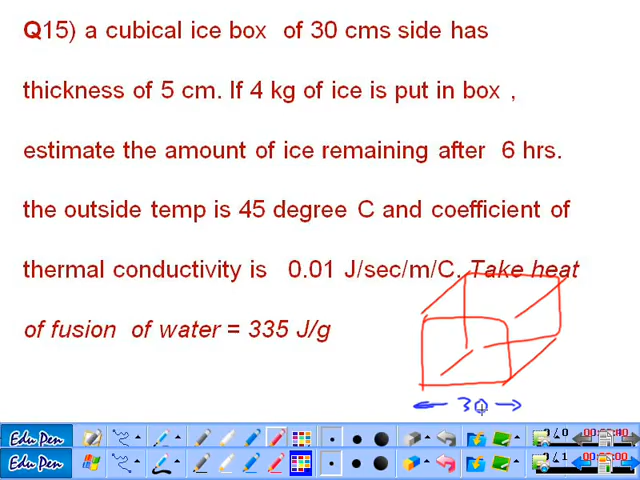 Q15) a cubical ice box of 30 cms side has
thickness of 5 cm. If 4 kg of ice is put in box ,
estimate the amount of ice remaining after 6 hrs.
the outside temp is 45 degree C and coefficient of
thermal conductivity is 0.01 J/sec/m/C. Take heat
of fusion of water = 335 J/g
30
Edu Pen
Edu Pen